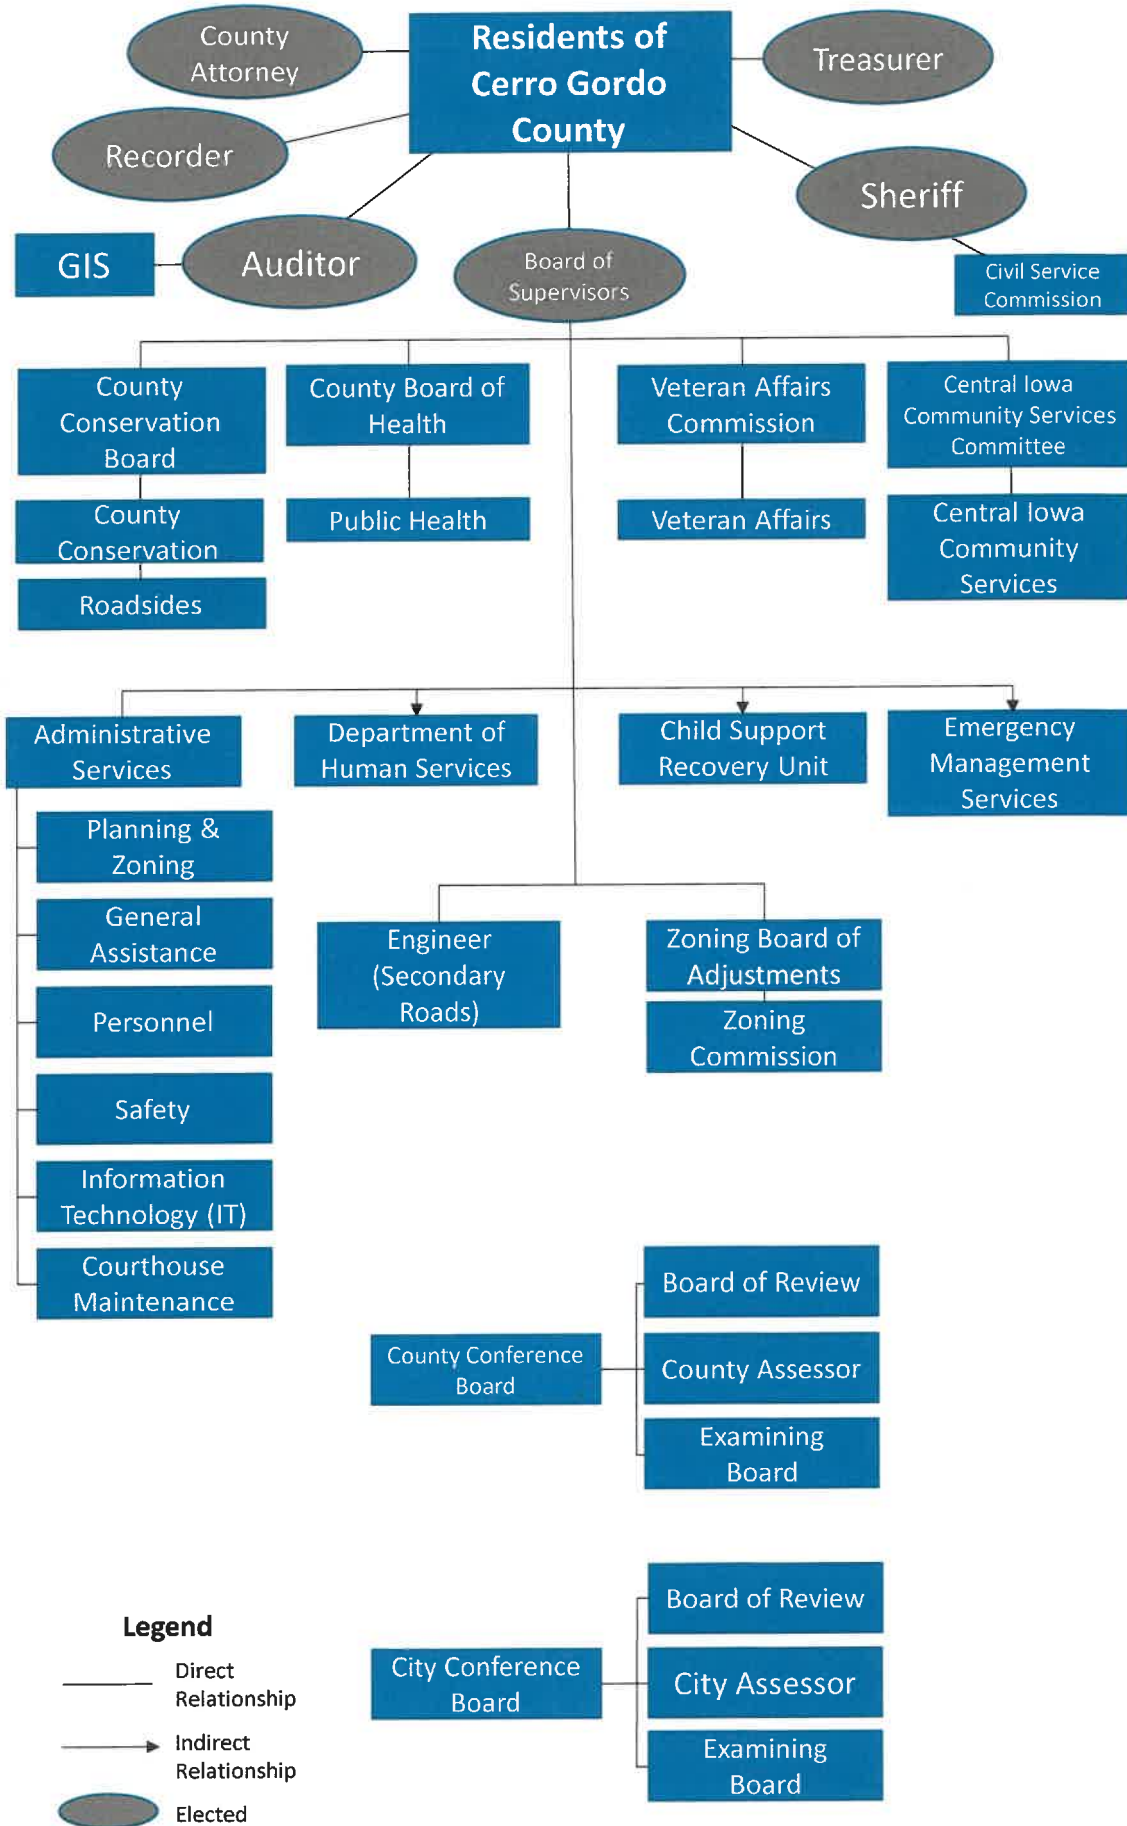 County
Attorney
Residents of
Cerro Gordo
County
Treasurer
Recorder
Sheriff
GIS
Auditor
Board of
Supervisors
Civil Service
Commission
County
Conservation
Board
County Board of
Health
Veteran Affairs
Commission
Central Iowa
Community Services
Committee
County
Conservation
Public Health
Veteran Affairs
Central Iowa
Community
Services
Roadsides
Administrative
Services
Department of
Human Services
Child Support
Recovery Unit
Emergency
Management
Services
Planning &
Zoning
General
Assistance
Personnel
Safety
Information
Technology (IT)
Courthouse
Maintenance
Engineer
(Secondary
Roads)
Zoning Board of
Adjustments
Zoning
Commission
County Conference
Board
Board of Review
County Assessor
Examining
Board
City Conference
Board
Board of Review
City Assessor
Examining
Board
Legend
Direct
Relationship
Indirect
Relationship
Elected